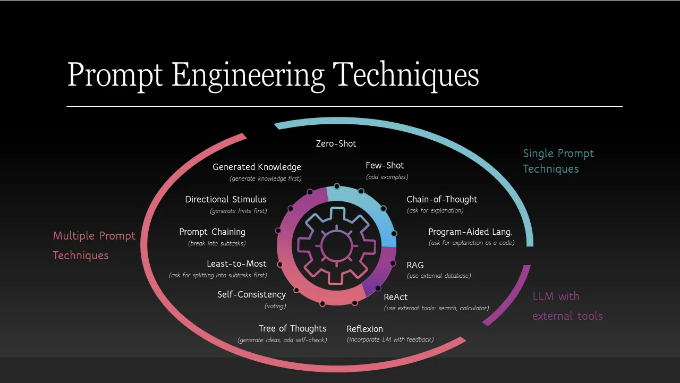 Prompt Engineering Techniques
Zero-Shot
Few-Shot
(add examples)
Chain-of-Thought
(ask for explanation)
Program-Aided Lang.
(ask for explanation as a code)
Single Prompt
Techniques
RAG
(use external database)
ReAct
(use external tools: search, calculator)
LLM with
external tools
Reflexion
(incorporate LM with feedback)
Tree of Thoughts
(generate ideas, add self-check)
Self-Consistency
(voting)
Least-to-Most
(ask for splitting into subtasks first)
Prompt Chaining
(break into subtasks)
Directional Stimulus
(generate hints first)
Generated Knowledge
(generate knowledge first)
Multiple Prompt
Techniques